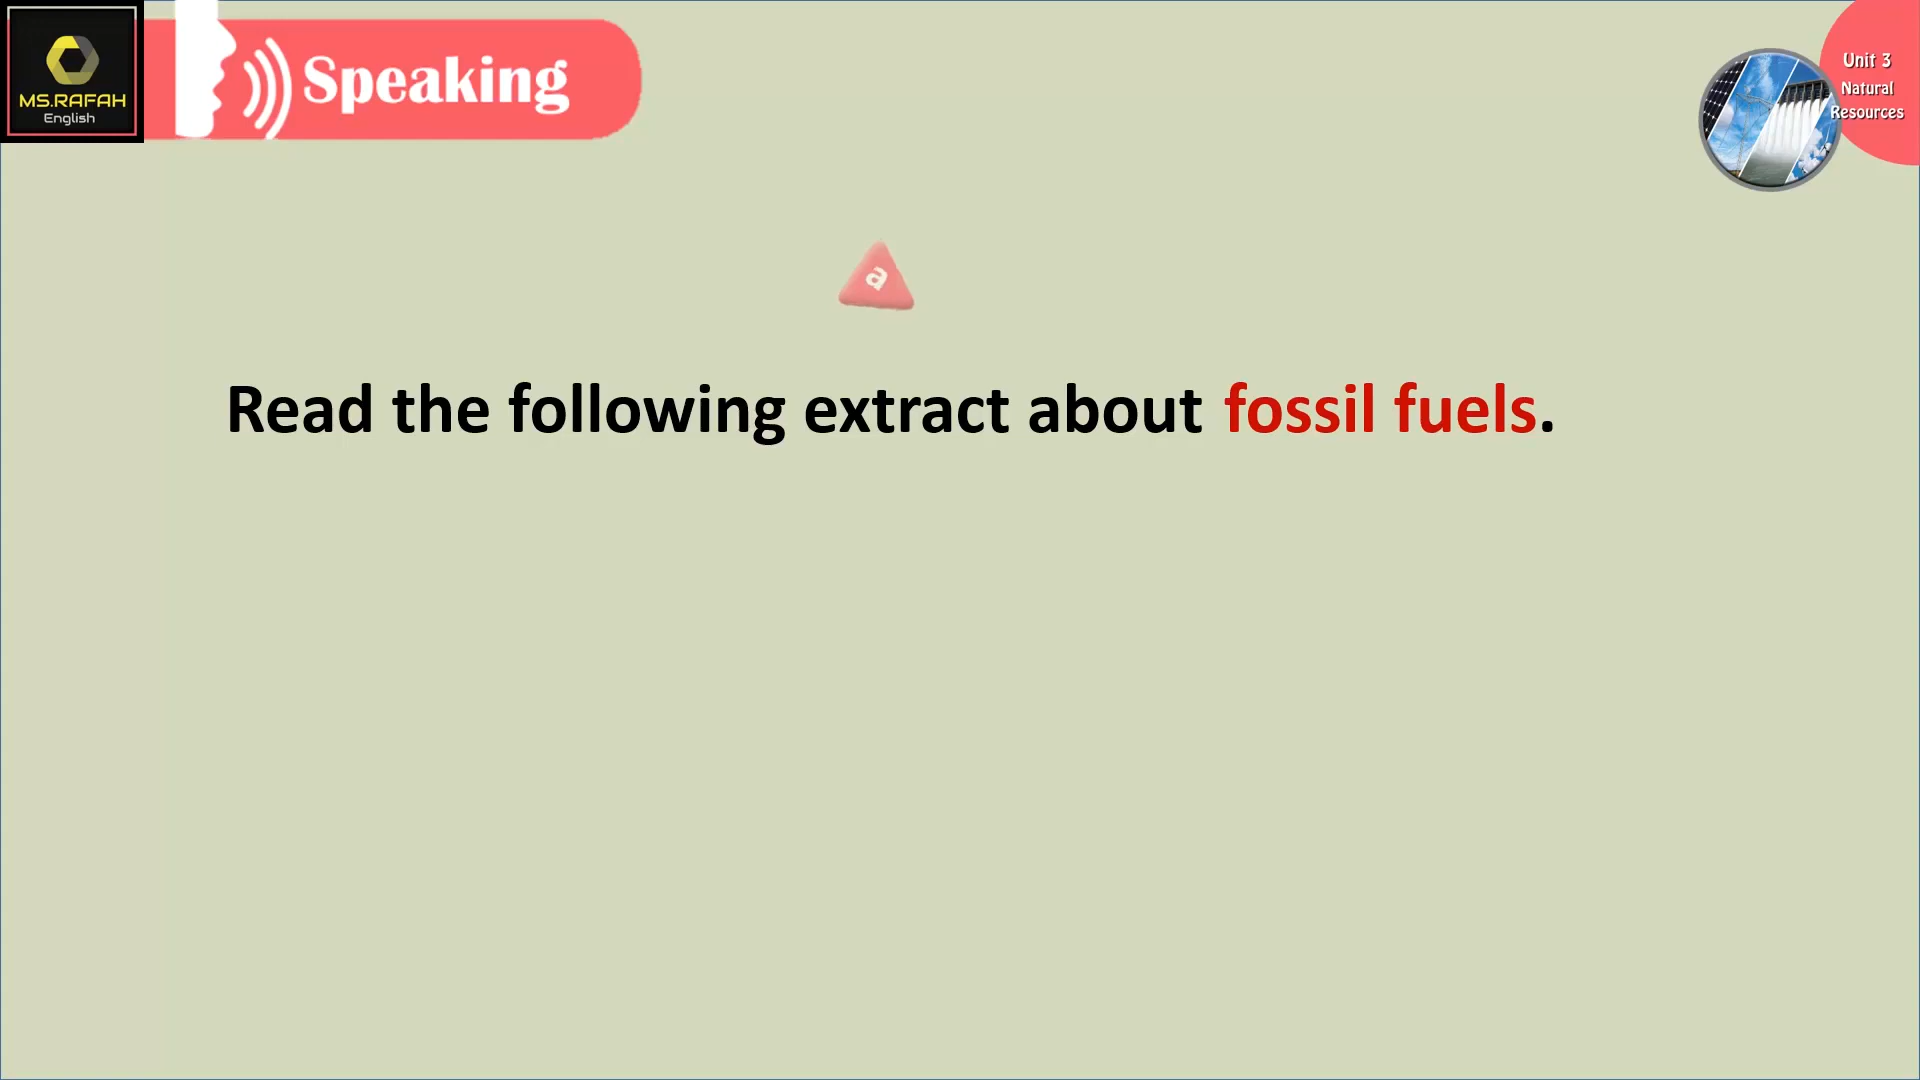 MS.RAFAH
English
Speaking
Unit 3
Natural
Resources
a
Read the following extract about fossil fuels.